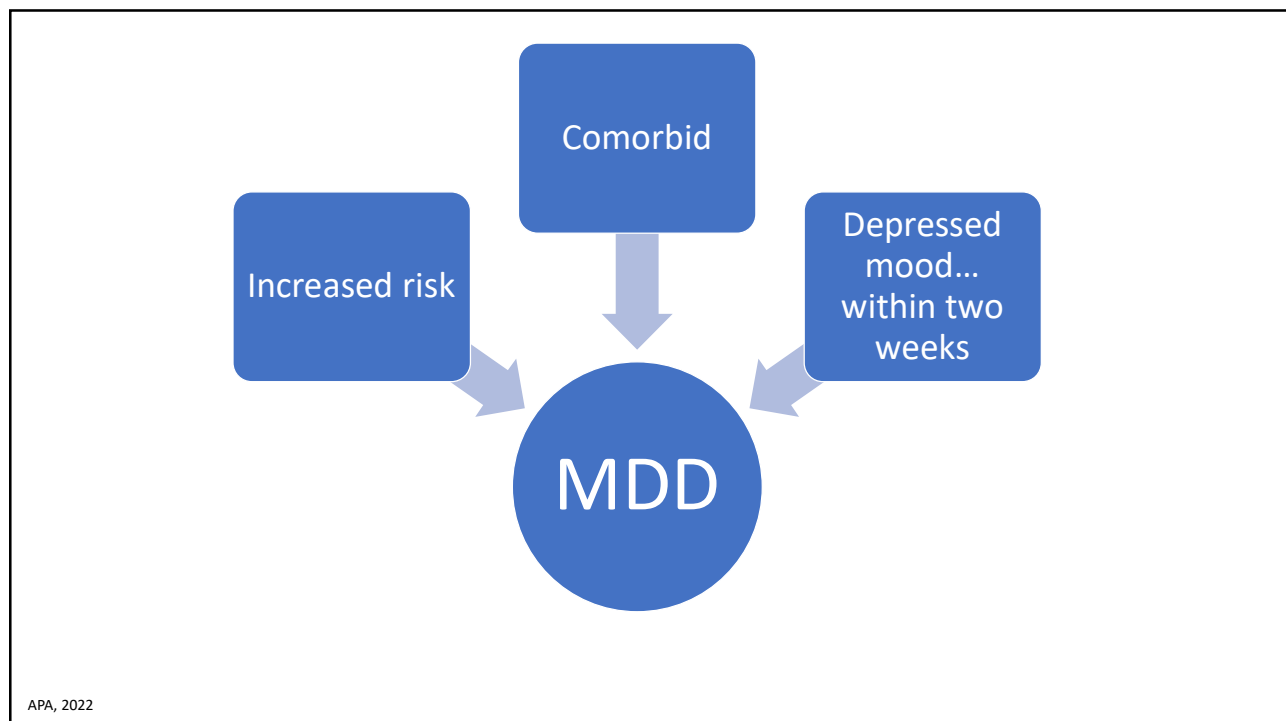 Comorbid
Increased risk
Depressed
mood...
within two
weeks
MDD
APA, 2022